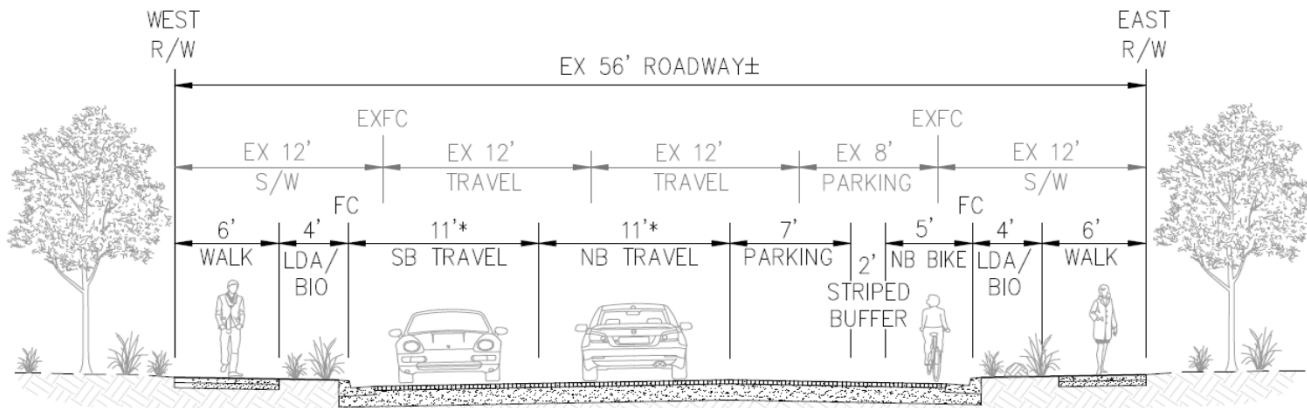 WEST
R/W
EAST
R/W
EX 56' ROADWAY±
EXFC
EXFC
EX 12'
S/W
EX 12'
TRAVEL
EX 12'
TRAVEL
EX 8'
PARKING
EX 12'
S/W
FC
FC
6'
WALK
4'
LDA/
BIO
11'*
SB TRAVEL
11'*
NB TRAVEL
7'
PARKING
2'
STRIPED
BUFFER
5'
NB BIKE
4'
LDA/
BIO
6'
WALK